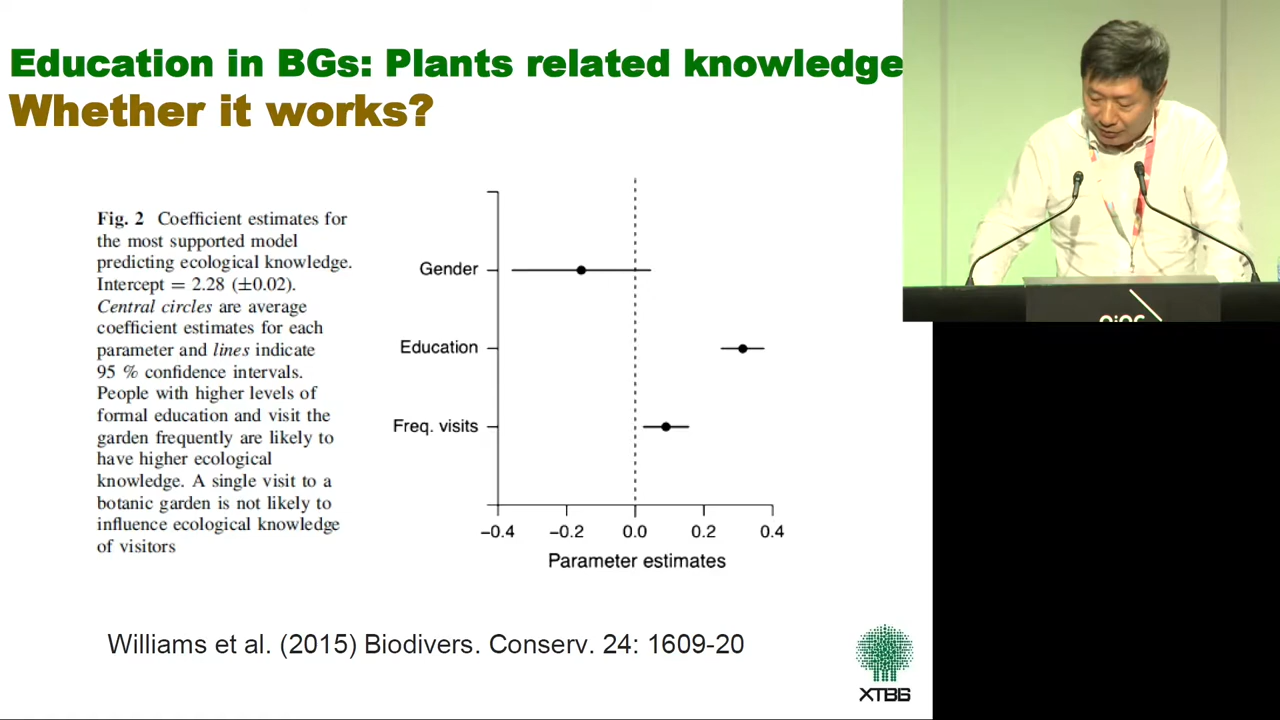 Education in BGs: Plants related knowledge
Whether it works?
Fig. 2 Coefficient estimates for
the most supported model
predicting ecological knowledge.
Intercept = 2.28 (±0.02).
Central circles are average
coefficient estimates for each
parameter and lines indicate
95 % confidence intervals.
People with higher levels of
formal education and visit the
garden frequently are likely to
have higher ecological
knowledge. A single visit to a
botanic garden is not likely to
influence ecological knowledge
of visitors
Gender
Education
Freq. visits
−0.4 −0.2 0.0 0.2 0.4
Parameter estimates
Williams et al. (2015) Biodivers. Conserv. 24: 1609-20
XTBG